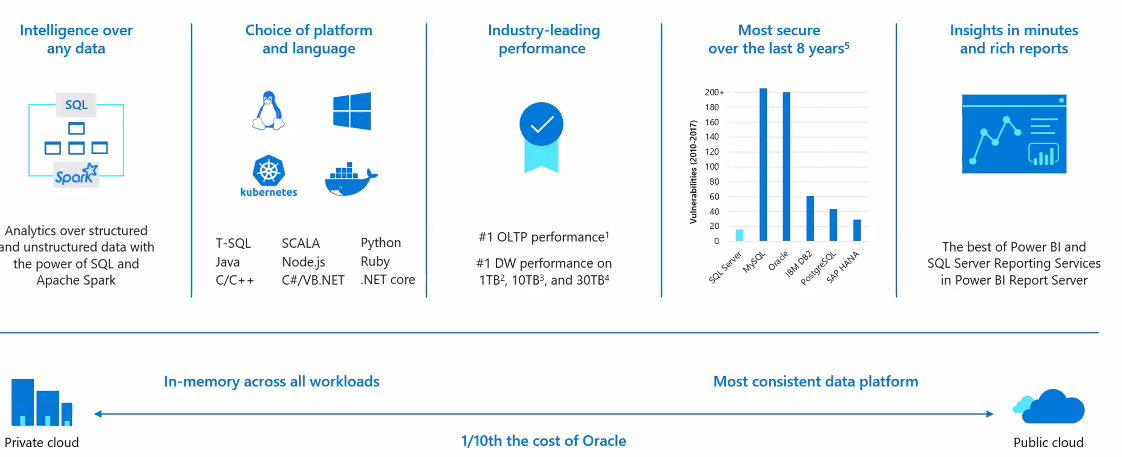 Intelligence over
any data
SQL
Spark
Analytics over structured
and unstructured data with
the power of SQL and
Apache Spark
Choice of platform
and language
kubernetes
T-SQL SCALA Python
Java Node.js Ruby
C/C++ C#/VB.NET .NET core
Industry-leading
performance
#1 OLTP performance¹
#1 DW performance on
1TB², 10TB³, and 30TB⁴
Most secure
over the last 8 years⁵
Vulnerabilities (2010-2017)
200+
180
160
140
120
100
80
60
40
20
0
SQL Server
MySQL
Oracle
IBM DB2
PostgreSQL
SAP HANA
Insights in minutes
and rich reports
The best of Power BI and
SQL Server Reporting Services
in Power BI Report Server
In-memory across all workloads
Most consistent data platform
Private cloud
1/10th the cost of Oracle
Public cloud